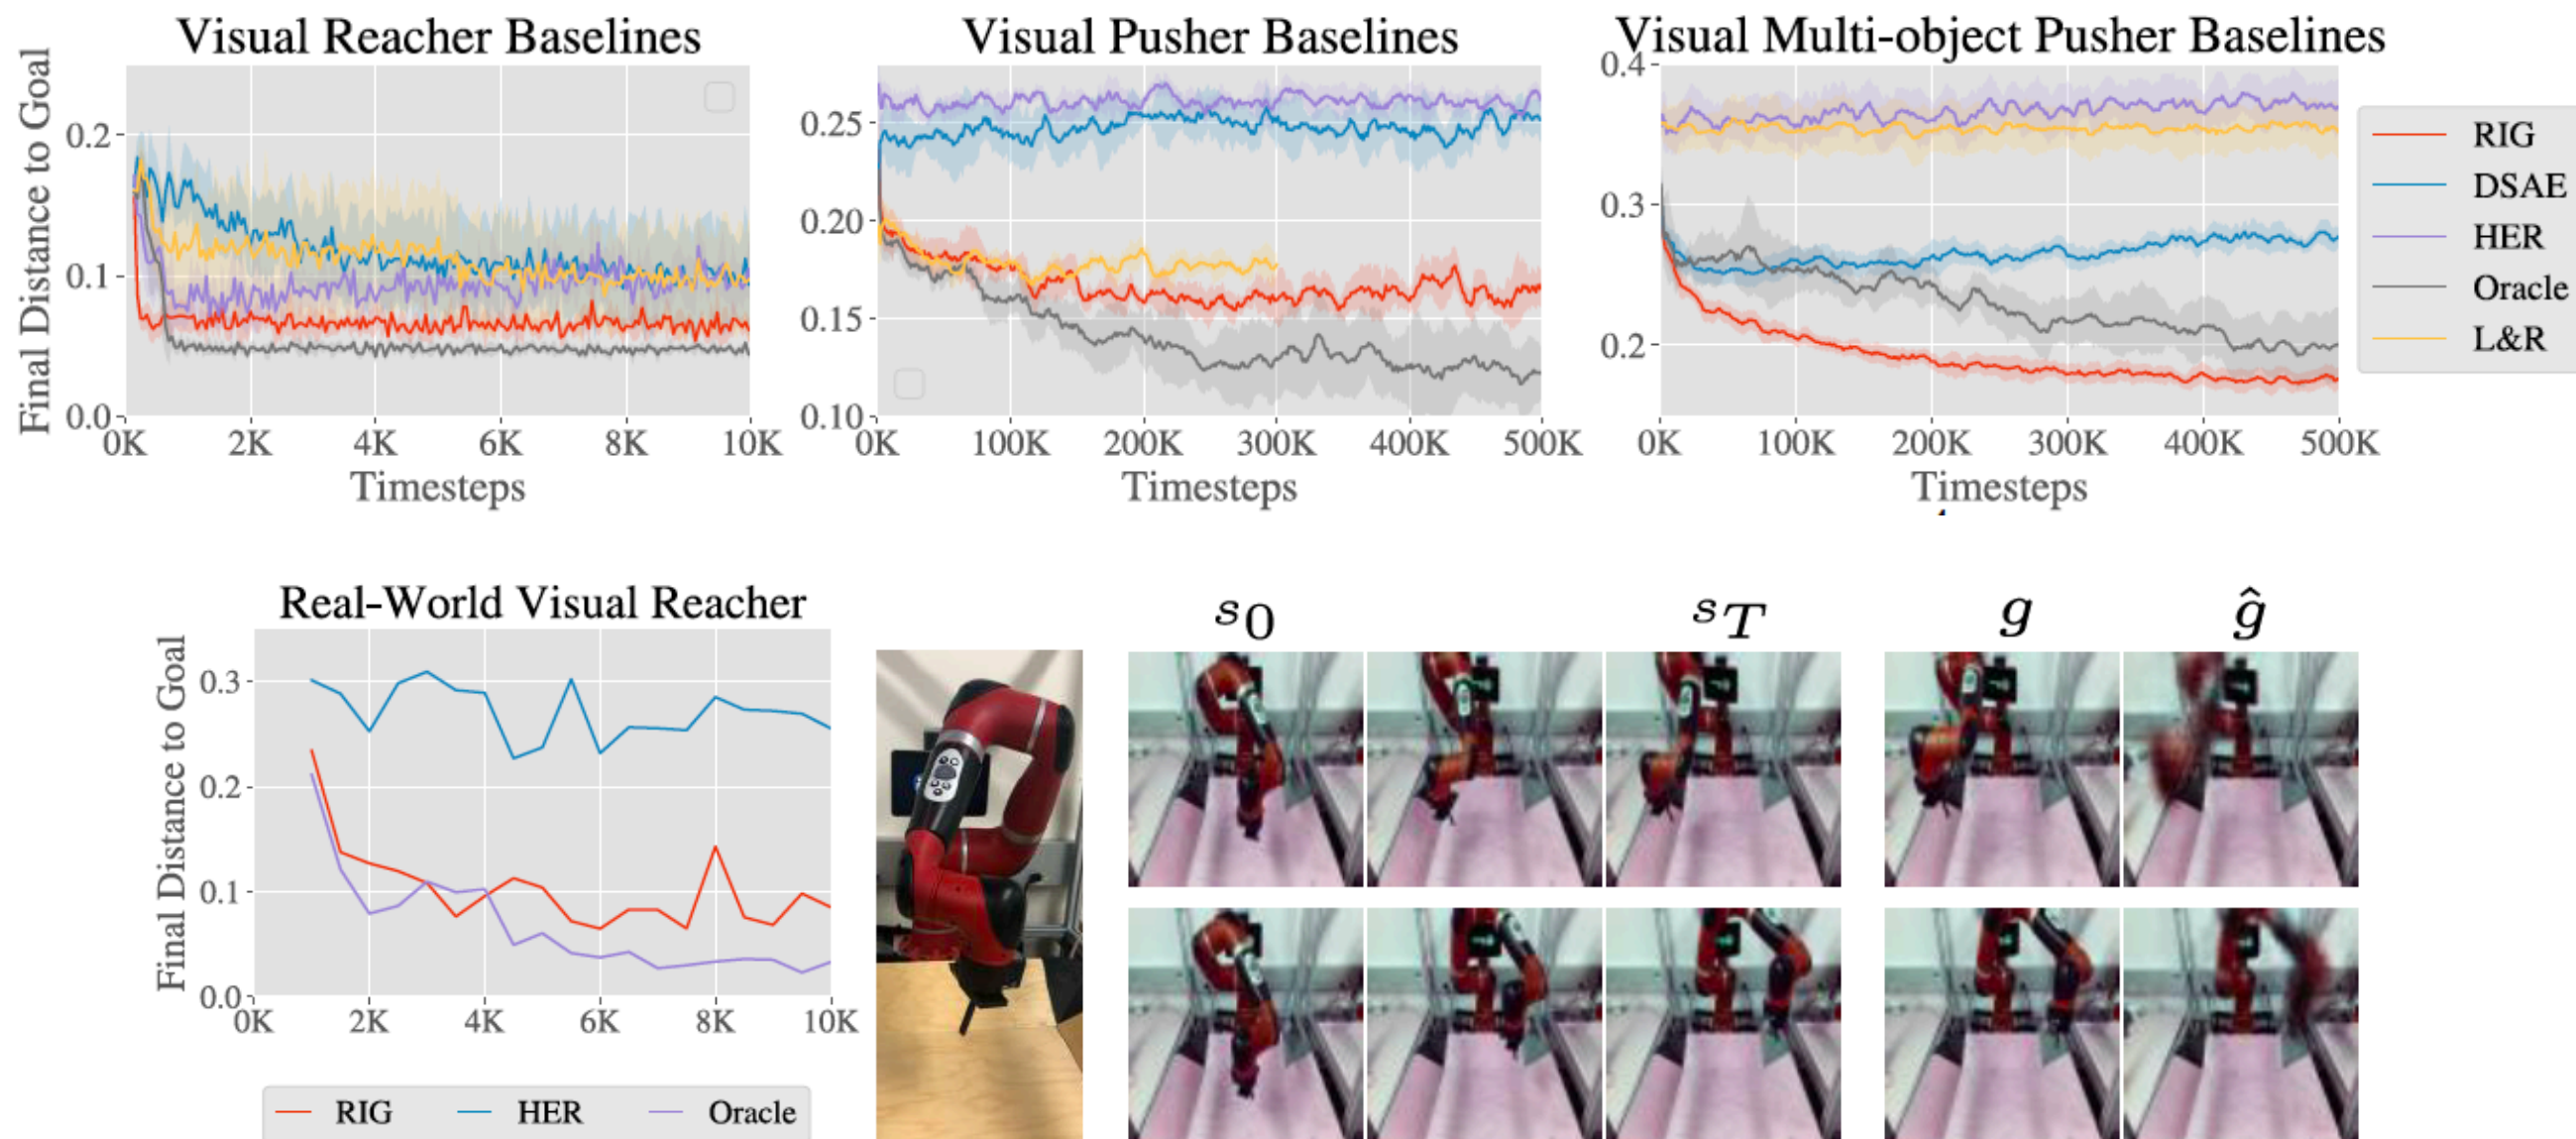 Visual Reacher Baselines
Final Distance to Goal
0.2
0.1
0.0
0K 2K 4K 6K 8K 10K
Timesteps
Visual Pusher Baselines
0.25
0.20
0.15
0.10
0K 100K 200K 300K 400K 500K
Timesteps
Visual Multi-object Pusher Baselines
0.4
0.3
0.2
0K 100K 200K 300K 400K 500K
Timesteps
RIG
DSAE
HER
Oracle
L&R
Real-World Visual Reacher
Final Distance to Goal
0.3
0.2
0.1
0.0
0K 2K 4K 6K 8K 10K
RIG HER Oracle
s0 sT g ĝ